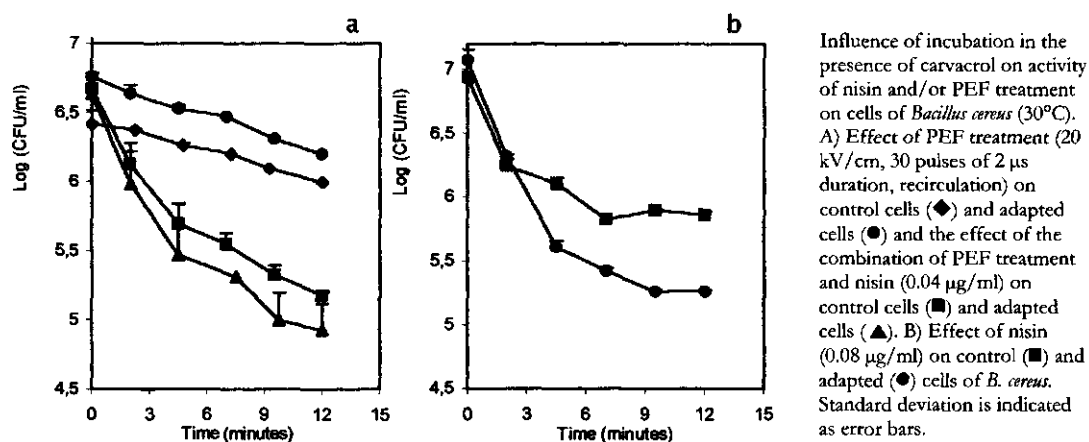 a
7
6,5
6
5,5
5
4,5
Log (CFU/ml)
0 3 6 9 12 15
Time (minutes)
b
7
6,5
6
5,5
5
4,5
Log (CFU/ml)
0 3 6 9 12 15
Time (minutes)
Influence of incubation in the
presence of carvacrol on activity
of nisin and/or PEF treatment
on cells of Bacillus cereus (30°C).
A) Effect of PEF treatment (20
kV/cm, 30 pulses of 2 µs
duration, recirculation) on
control cells (◆) and adapted
cells (●) and the effect of the
combination of PEF treatment
and nisin (0.04 µg/ml) on
control cells (■) and adapted
cells (▲). B) Effect of nisin
(0.08 µg/ml) on control (■) and
adapted (●) cells of B. cereus.
Standard deviation is indicated
as error bars.